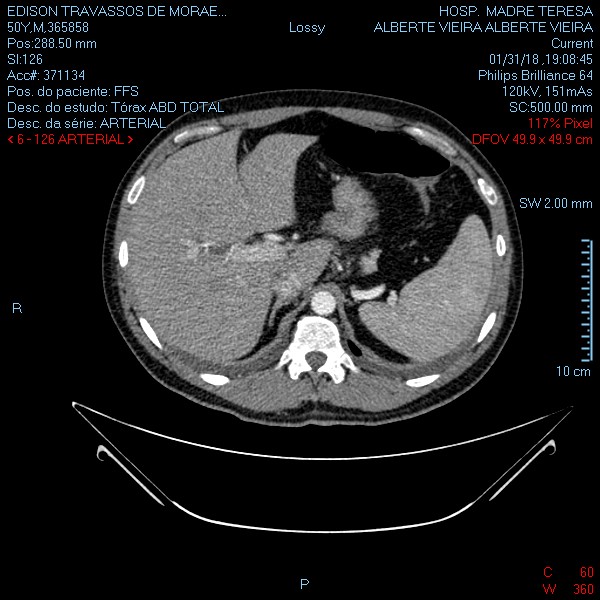 EDISON TRAVASSOS DE MORAE...
50Y,M,365858
Pos:288.50 mm
SI:126
Acc#: 371134
Pos. do paciente: FFS
Desc. do estudo: Tórax ABD TOTAL
Desc. da série: ARTERIAL
< 6 - 126 ARTERIAL >
Lossy
HOSP. MADRE TERESA
ALBERTE VIEIRA ALBERTE VIEIRA
Current
01/31/18 ,19:08:45
Philips Brilliance 64
120kV, 151mAs
SC:500.00 mm
117% Pixel
DFOV 49.9 x 49.9 cm
SW 2.00 mm
R
10 cm
P
C 60
W 360